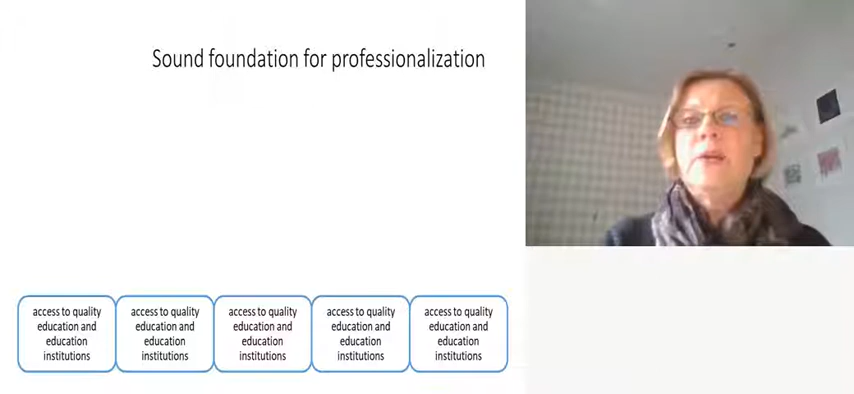 Sound foundation for professionalization
access to quality
education and
education
institutions
access to quality
education and
education
institutions
access to quality
education and
education
institutions
access to quality
education and
education
institutions
access to quality
education and
education
institutions